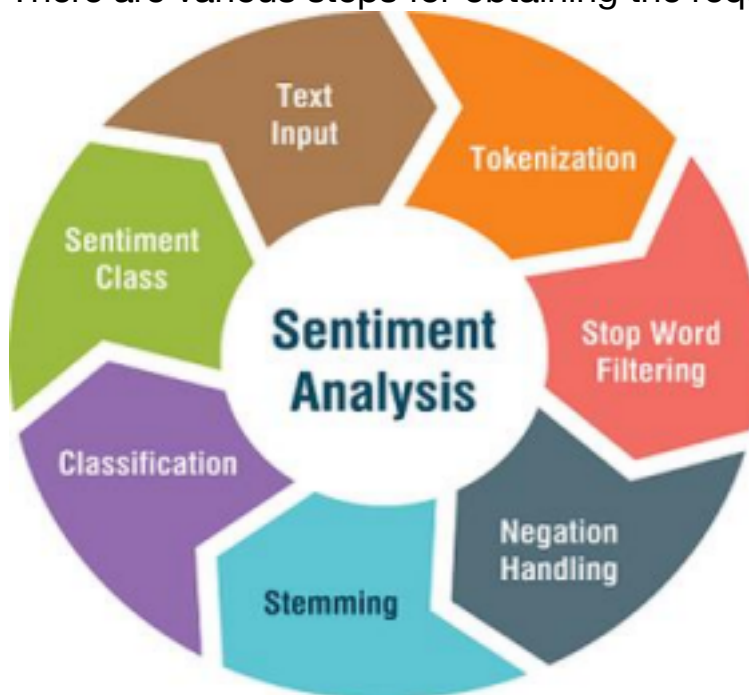 There are various steps for obtaining the req
Text
Input
Tokenization
Stop Word
Filtering
Negation
Handling
Stemming
Classification
Sentiment
Class
Sentiment
Analysis